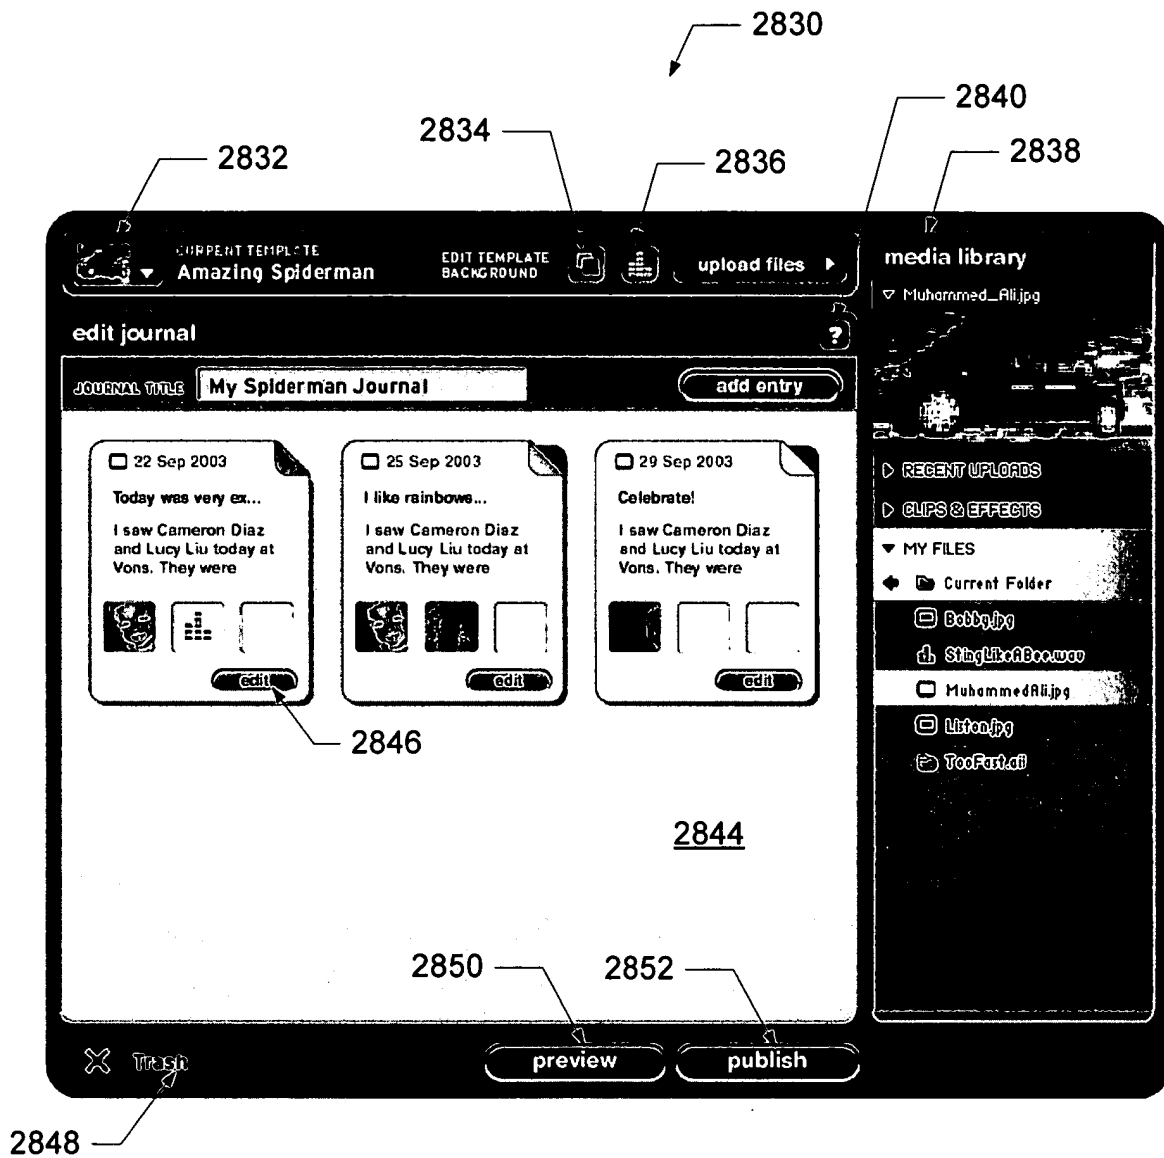 2830
2840
2834
2832
2836
2838
CURRENT TEMPLATE
Amazing Spiderman
EDIT TEMPLATE
BACKGROUND
upload files
media library
Muhammed_Ali.jpg
edit journal
?
JOURNAL TITLE
My Spiderman Journal
add entry
22 Sep 2003
Today was very ex...
I saw Cameron Diaz
and Lucy Liu today at
Vons. They were
edit
25 Sep 2003
I like rainbows...
I saw Cameron Diaz
and Lucy Liu today at
Vons. They were
edit
29 Sep 2003
Celebrate!
I saw Cameron Diaz
and Lucy Liu today at
Vons. They were
edit
RECENT UPLOADS
CLIPS & EFFECTS
MY FILES
Current Folder
Bobby.jpg
StingLikeABee.wav
MuhammedAli.jpg
Liston.jpg
2846
2844
2850
2852
Trash
preview
publish
2848